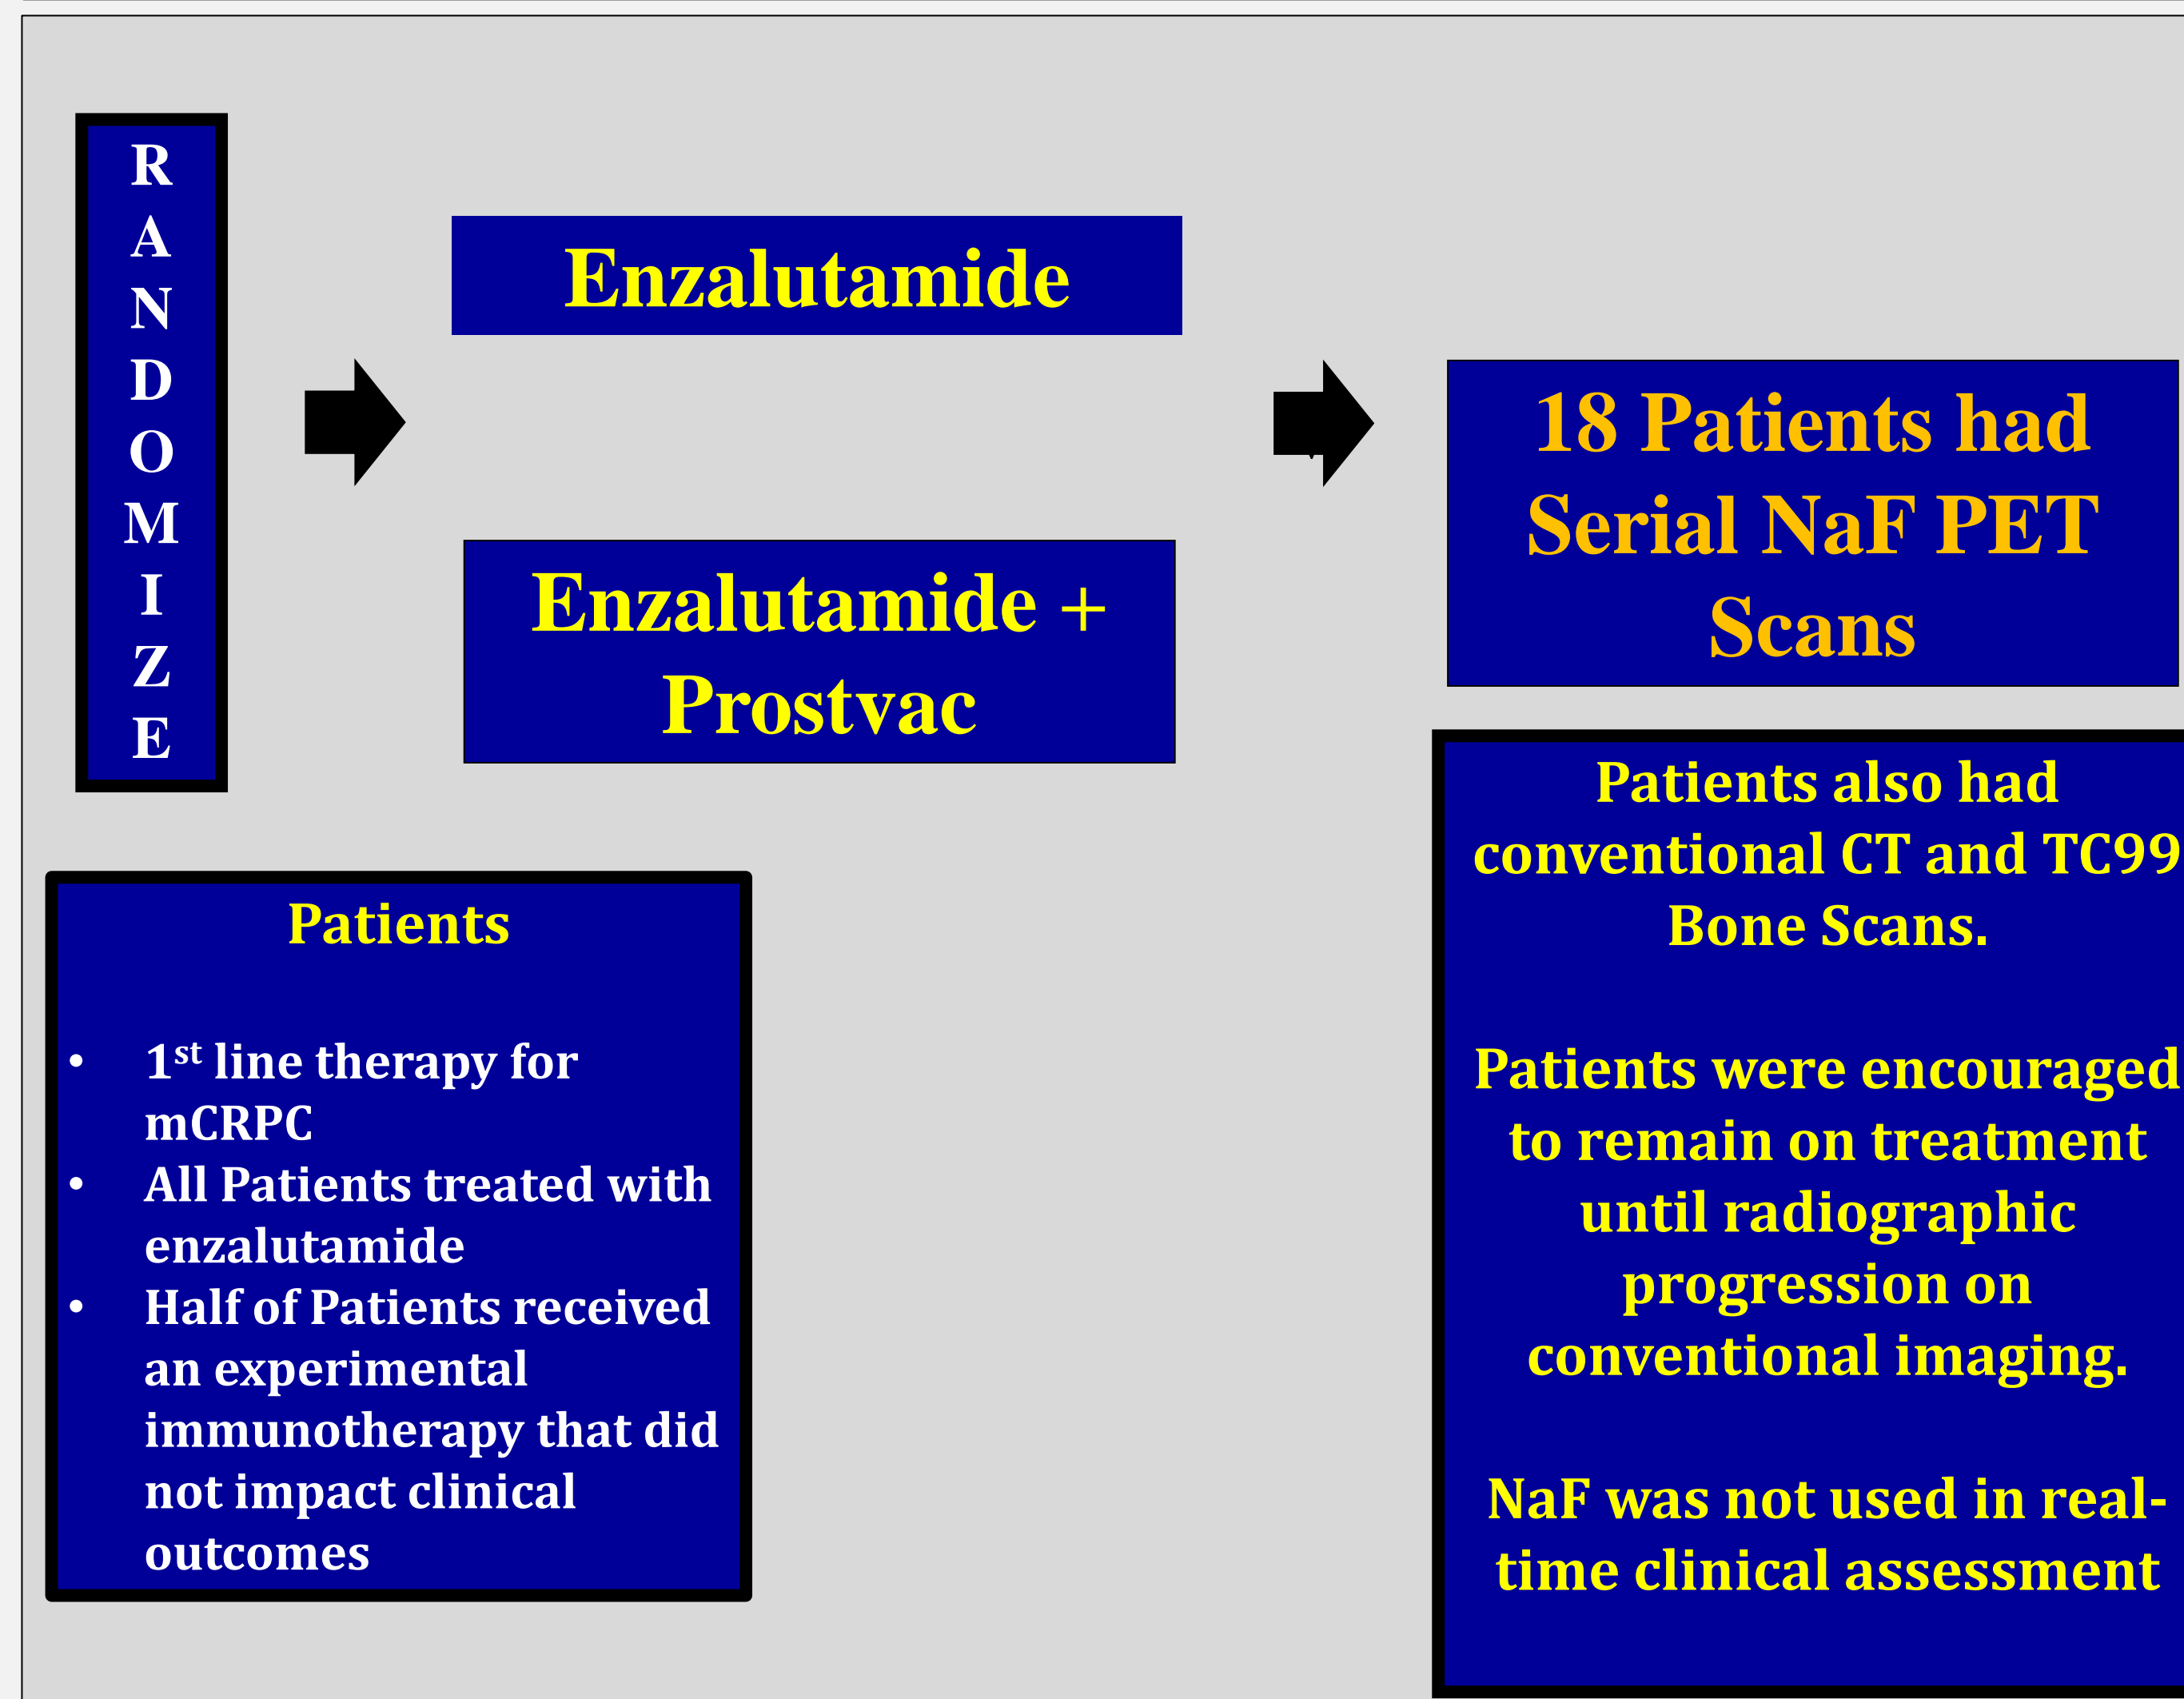 R
A
N
D
O
M
I
Z
E
Enzalutamide
Enzalutamide +
Prostvac
18 Patients had
Serial NaF PET
Scans
Patients
• 1st line therapy for
mCRPC
• All Patients treated with
enzalutamide
• Half of Patients received
an experimental
immunotherapy that did
not impact clinical
outcomes
Patients also had
conventional CT and TC99
Bone Scans.
Patients were encouraged
to remain on treatment
until radiographic
progression on
conventional imaging.
NaF was not used in real-
time clinical assessment